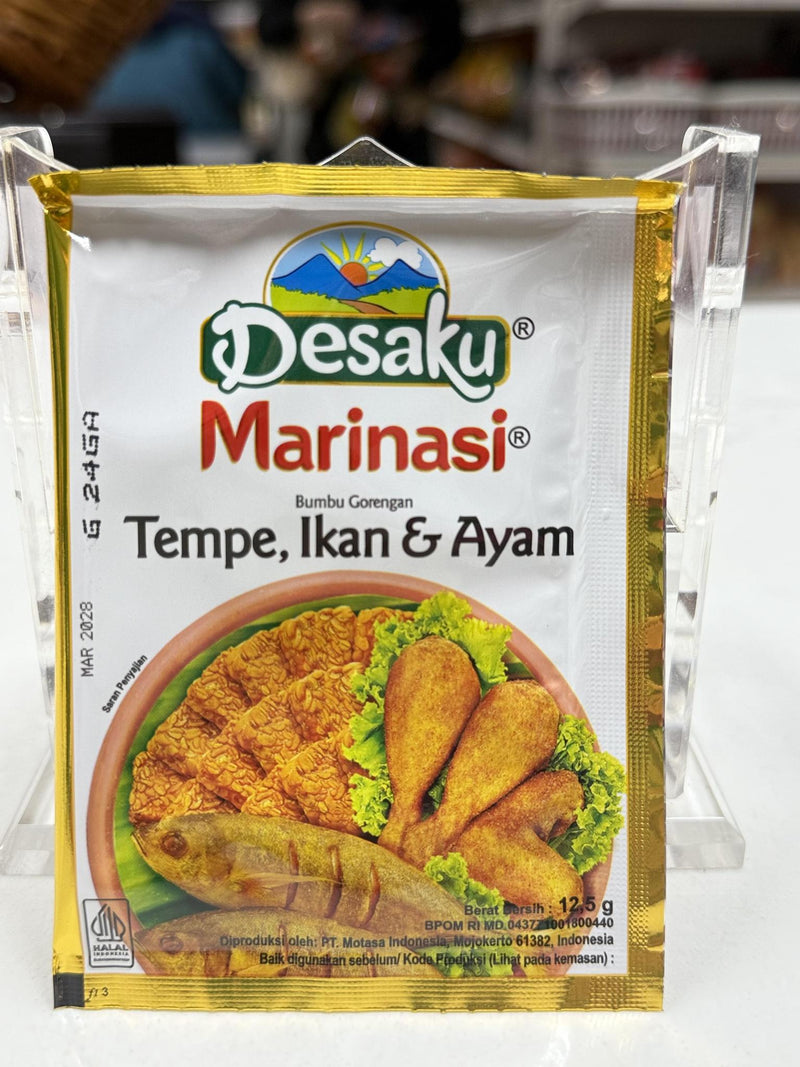 Desaku®
Marinasi®
Bumbu Gorengan
Tempe, Ikan & Ayam
G 24GA
MAR 2028
Saran Penyajian
Berat Bersih : 12,5 g
BPOM RI MD 043771001800440
Diproduksi oleh: PT. Motasa Indonesia, Mojokerto 61382, Indonesia
Baik digunakan sebelum/ Kode Produksi (Lihat pada kemasan) :
HALAL
INDONESIA